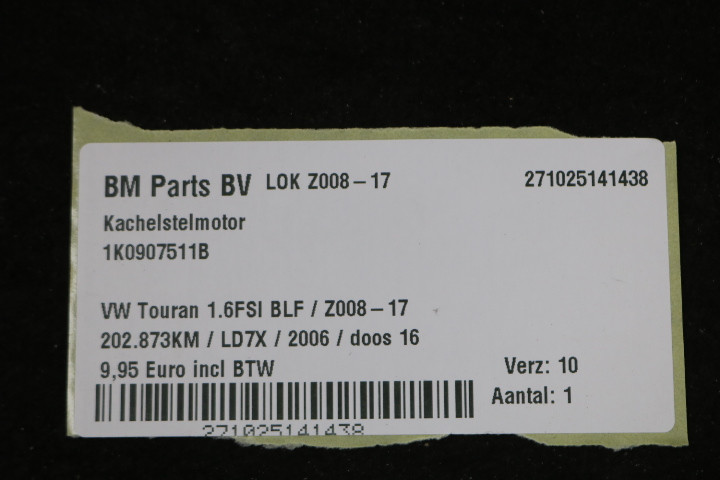 BM Parts BV LOK Z008-17 271025141438
Kachelstelmotor
1K0907511B
VW Touran 1.6FSI BLF / Z008-17
202.873KM / LD7X / 2006 / doos 16
9,95 Euro incl BTW Verz: 10
Aantal: 1
271025141438